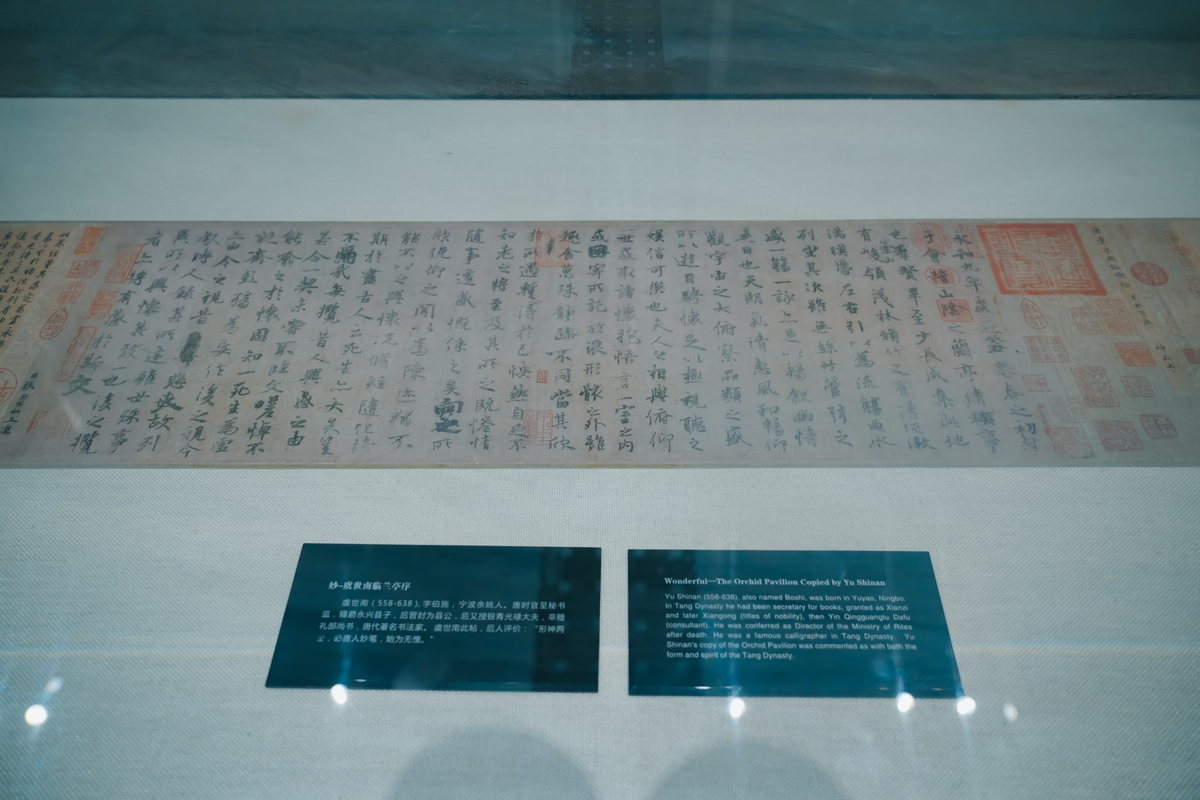 永和九年歲在癸丑暮春之初會
于會稽山陰之蘭亭脩稧事
也羣賢畢至少長咸集此地
有崇山峻領茂林脩竹又有清流激
湍暎帶左右引以為流觴曲水
列坐其次雖無絲竹管弦之
盛一觴一詠亦足以暢敘幽情
是日也天朗氣清惠風和暢仰
觀宇宙之大俯察品類之盛
所以遊目騁懷足以極視聽之
娛信可樂也夫人之相與俯仰
一世或取諸懷抱悟言一室之內
或因寄所託放浪形骸之外雖
趣舍萬殊靜躁不同當其欣
於所遇暫得於己怏然自足不
知老之將至及其所之既惓情
隨事遷感慨係之矣向之所
欣俛仰之閒以為陳迹猶不
能不以之興懷況脩短隨化終
期於盡古人云死生亦大矣豈
不痛哉每攬昔人興感之由
若合一契未嘗不臨文嗟悼不
能喻之於懷固知一死生為虛
誕齊彭殤為妄作後之視今
亦由今之視昔悲夫故列
敘時人錄其所述雖世殊事
異所以興懷其致一也後之攬
者亦將有感於斯文
妙-虞世南临兰亭序
虞世南（558-638），字伯施，宁波余姚人。唐时官至秘书
监，赐爵永兴县子，后晋封为县公，后又授银青光禄大夫，卒赠
礼部尚书，唐代著名书法家。虞世南此帖，后人评价：“形神两
足，必唐人妙笔，始为无愧。”
Wonderful—The Orchid Pavilion Copied by Yu Shinan
Yu Shinan (558-638), also named Boshi, was born in Yuyao, Ningbo.
In Tang Dynasty he had been secretary for books, granted as Xianzi
and later Xiangong (titles of nobility), then Yin Qingguanglu Dafu
(consultant). He was conferred as Director of the Ministry of Rites
after death. He was a famous calligrapher in Tang Dynasty. Yu
Shinan's copy of the Orchid Pavilion was commented as with both the
form and spirit of the Tang Dynasty.